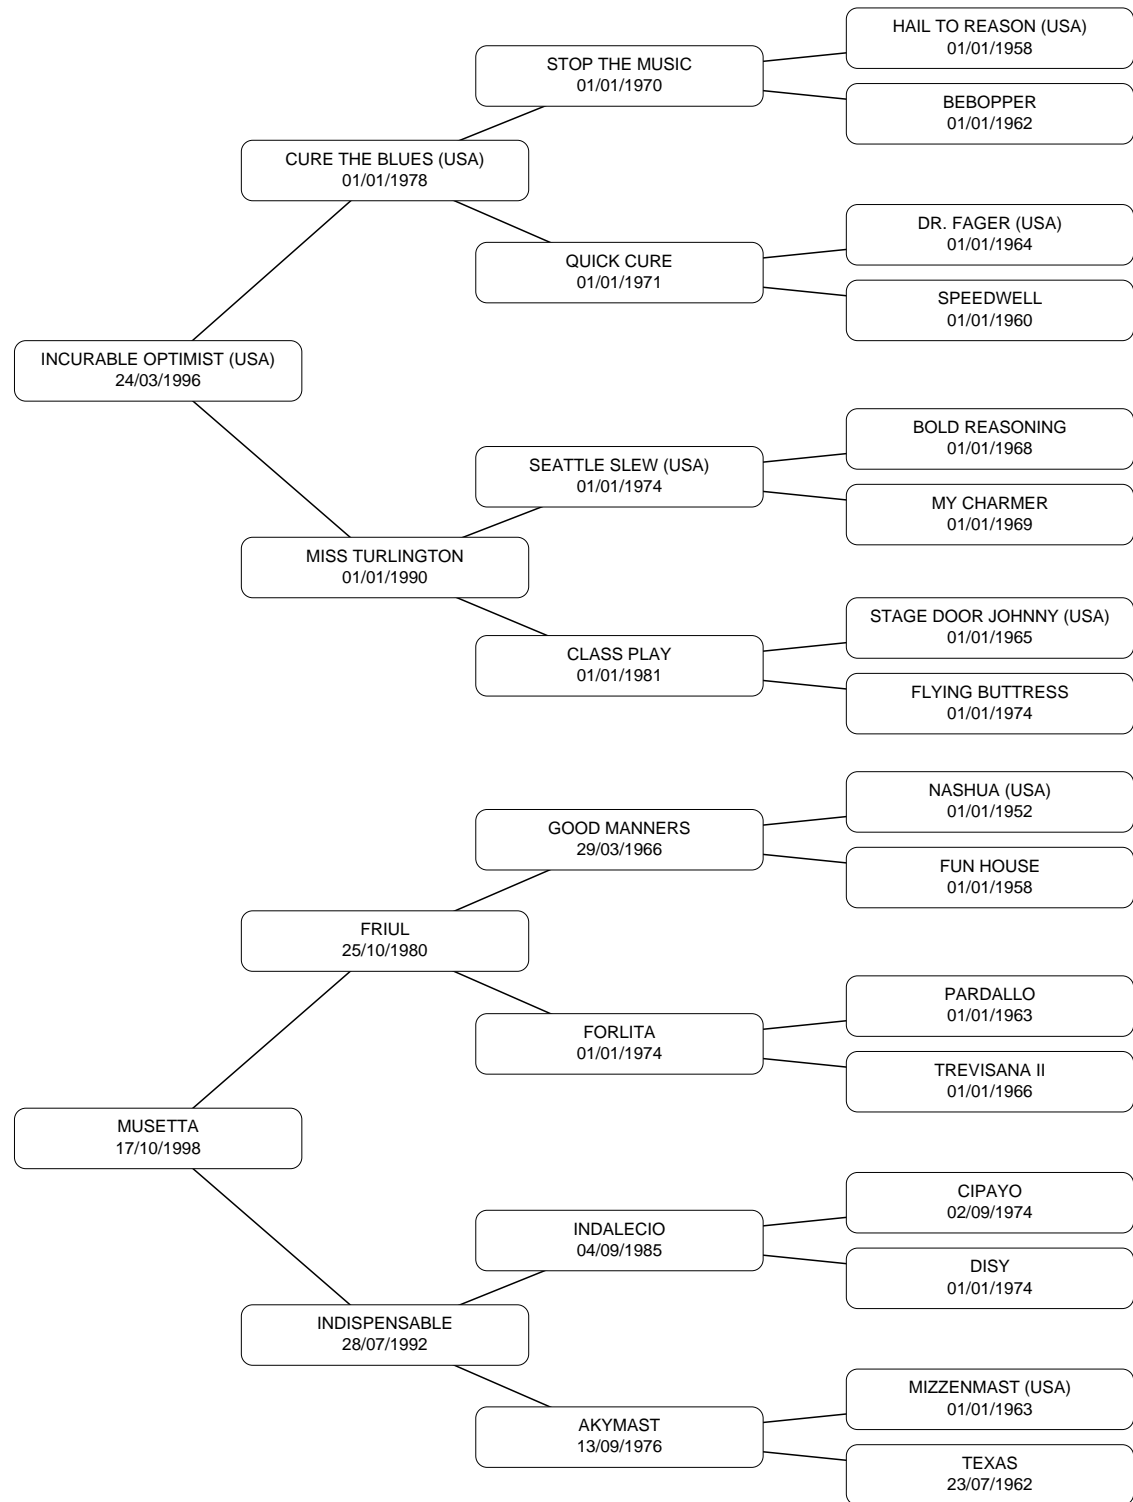 HAIL TO REASON (USA)
01/01/1958
STOP THE MUSIC
01/01/1970
BEBOPPER
01/01/1962
CURE THE BLUES (USA)
01/01/1978
DR. FAGER (USA)
01/01/1964
QUICK CURE
01/01/1971
SPEEDWELL
01/01/1960
INCURABLE OPTIMIST (USA)
24/03/1996
BOLD REASONING
01/01/1968
SEATTLE SLEW (USA)
01/01/1974
MY CHARMER
01/01/1969
MISS TURLINGTON
01/01/1990
STAGE DOOR JOHNNY (USA)
01/01/1965
CLASS PLAY
01/01/1981
FLYING BUTTRESS
01/01/1974
NASHUA (USA)
01/01/1952
GOOD MANNERS
29/03/1966
FUN HOUSE
01/01/1958
FRIUL
25/10/1980
PARDALLO
01/01/1963
FORLITA
01/01/1974
TREVISANA II
01/01/1966
MUSETTA
17/10/1998
CIPAYO
02/09/1974
INDALECIO
04/09/1985
DISY
01/01/1974
INDISPENSABLE
28/07/1992
MIZZENMAST (USA)
01/01/1963
AKYMAST
13/09/1976
TEXAS
23/07/1962